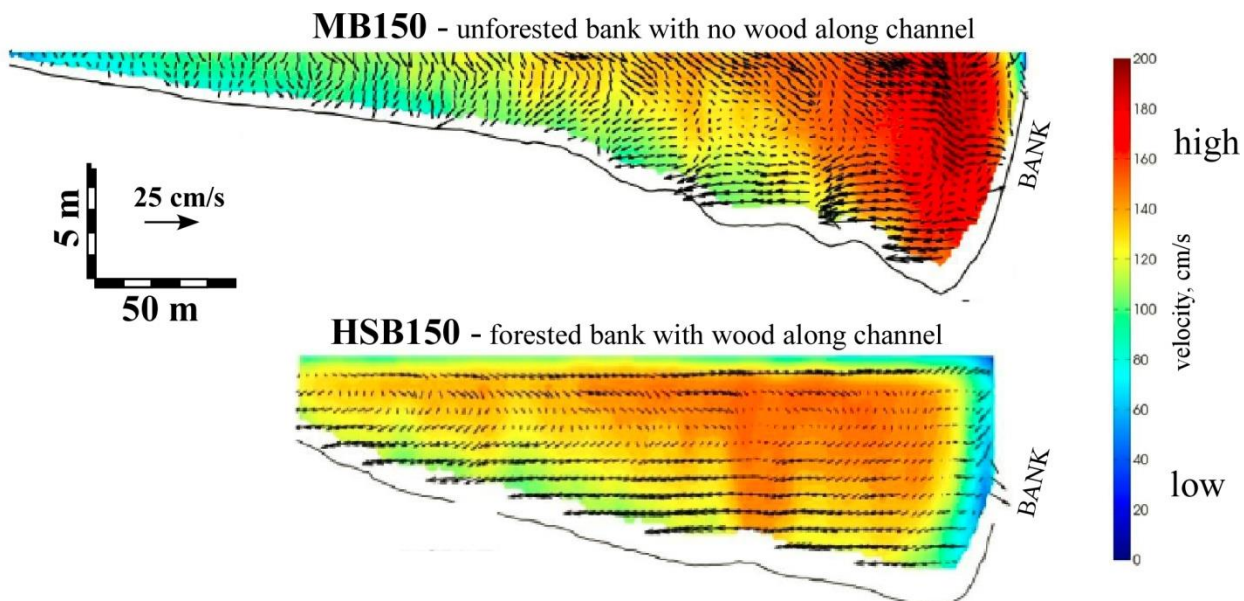 MB150 - unforested bank with no wood along channel
BANK
5 m
25 cm/s
50 m
HSB150 - forested bank with wood along channel
BANK
200
180
160
140
120
100
80
60
40
20
0
velocity, cm/s
high
low